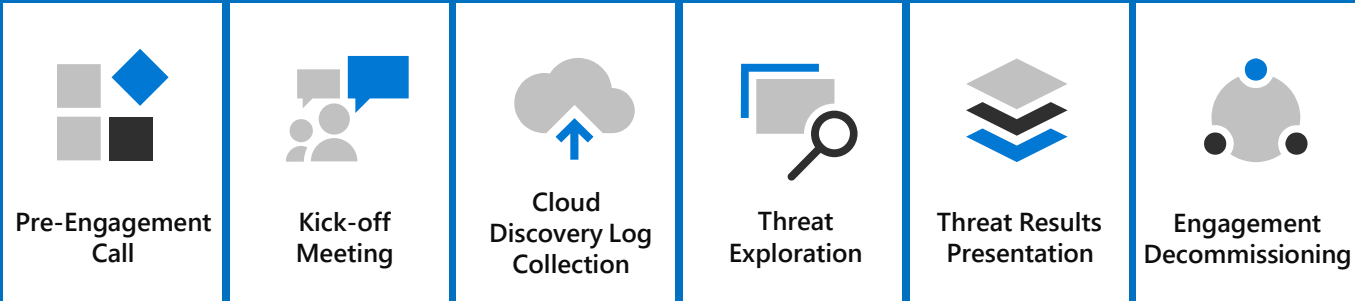 Pre-Engagement
Call
Kick-off
Meeting
Cloud
Discovery Log
Collection
Threat
Exploration
Threat Results
Presentation
Engagement
Decommissioning